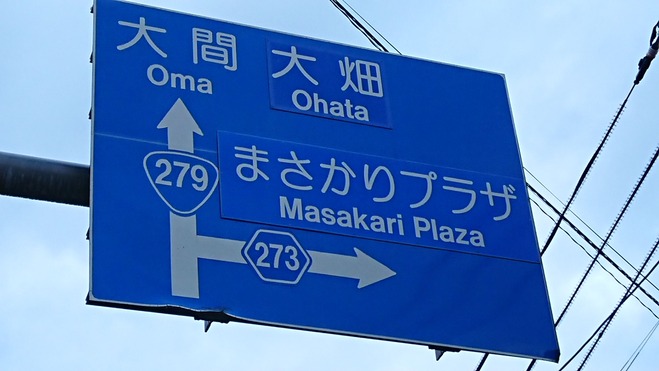 大間 大畑
Oma Ohata
279 まさかりプラザ
Masakari Plaza
273